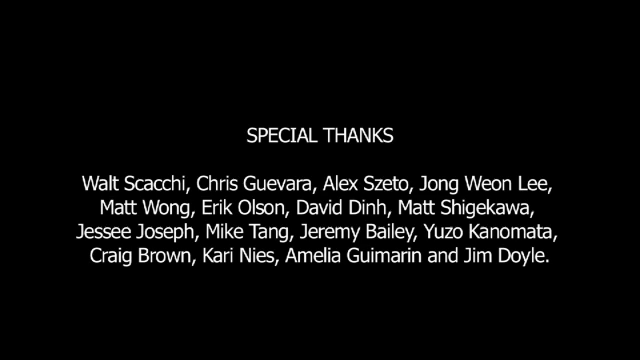 SPECIAL THANKS
Walt Scacchi, Chris Guevara, Alex Szeto, Jong Weon Lee,
Matt Wong, Erik Olson, David Dinh, Matt Shigekawa,
Jessee Joseph, Mike Tang, Jeremy Bailey, Yuzo Kanomata,
Craig Brown, Kari Nies, Amelia Guimarin and Jim Doyle.